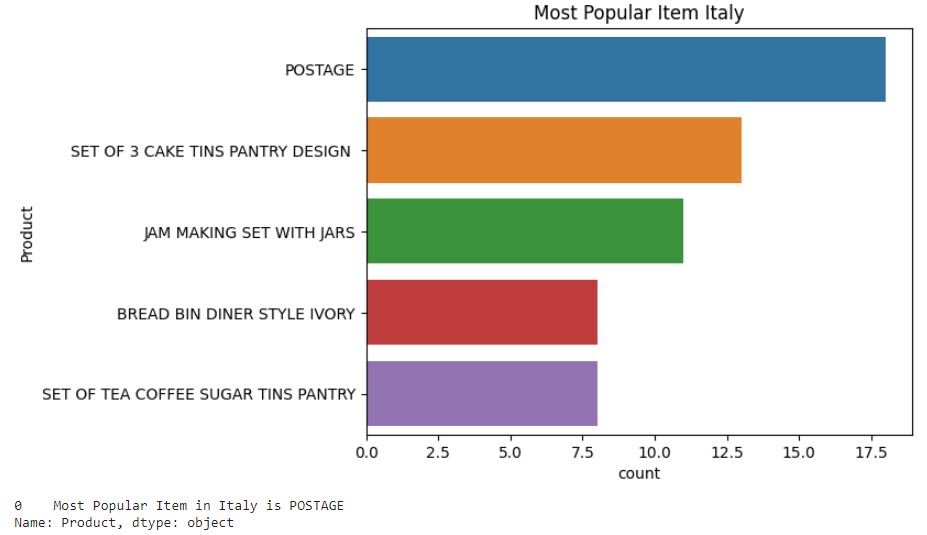 Most Popular Item Italy
POSTAGE
SET OF 3 CAKE TINS PANTRY DESIGN
JAM MAKING SET WITH JARS
BREAD BIN DINER STYLE IVORY
SET OF TEA COFFEE SUGAR TINS PANTRY
Product
0.0 2.5 5.0 7.5 10.0 12.5 15.0 17.5
count
0    Most Popular Item in Italy is POSTAGE
Name: Product, dtype: object